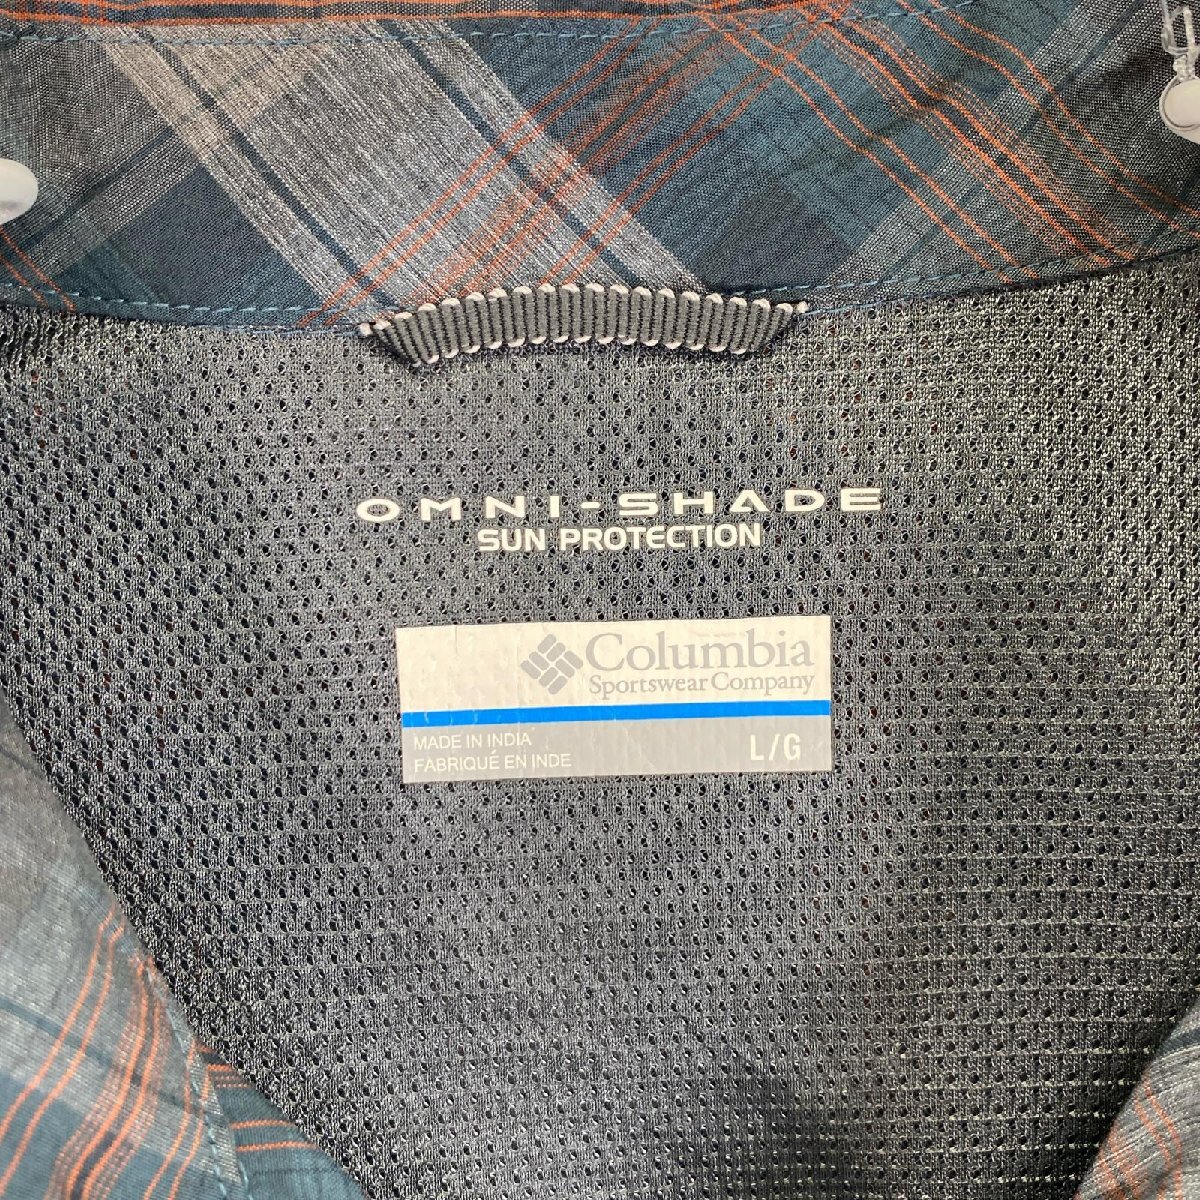 OMNI-SHADE
SUN PROTECTION
Columbia
Sportswear Company
MADE IN INDIA
FABRIQUÉ EN INDE
L/G